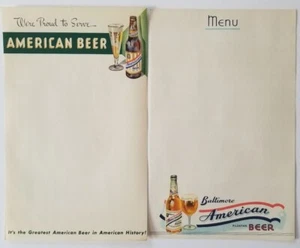 We're Proud to Serve
AMERICAN BEER
It's the Greatest American Beer in American History!
MENU
Baltimore
American
BEER